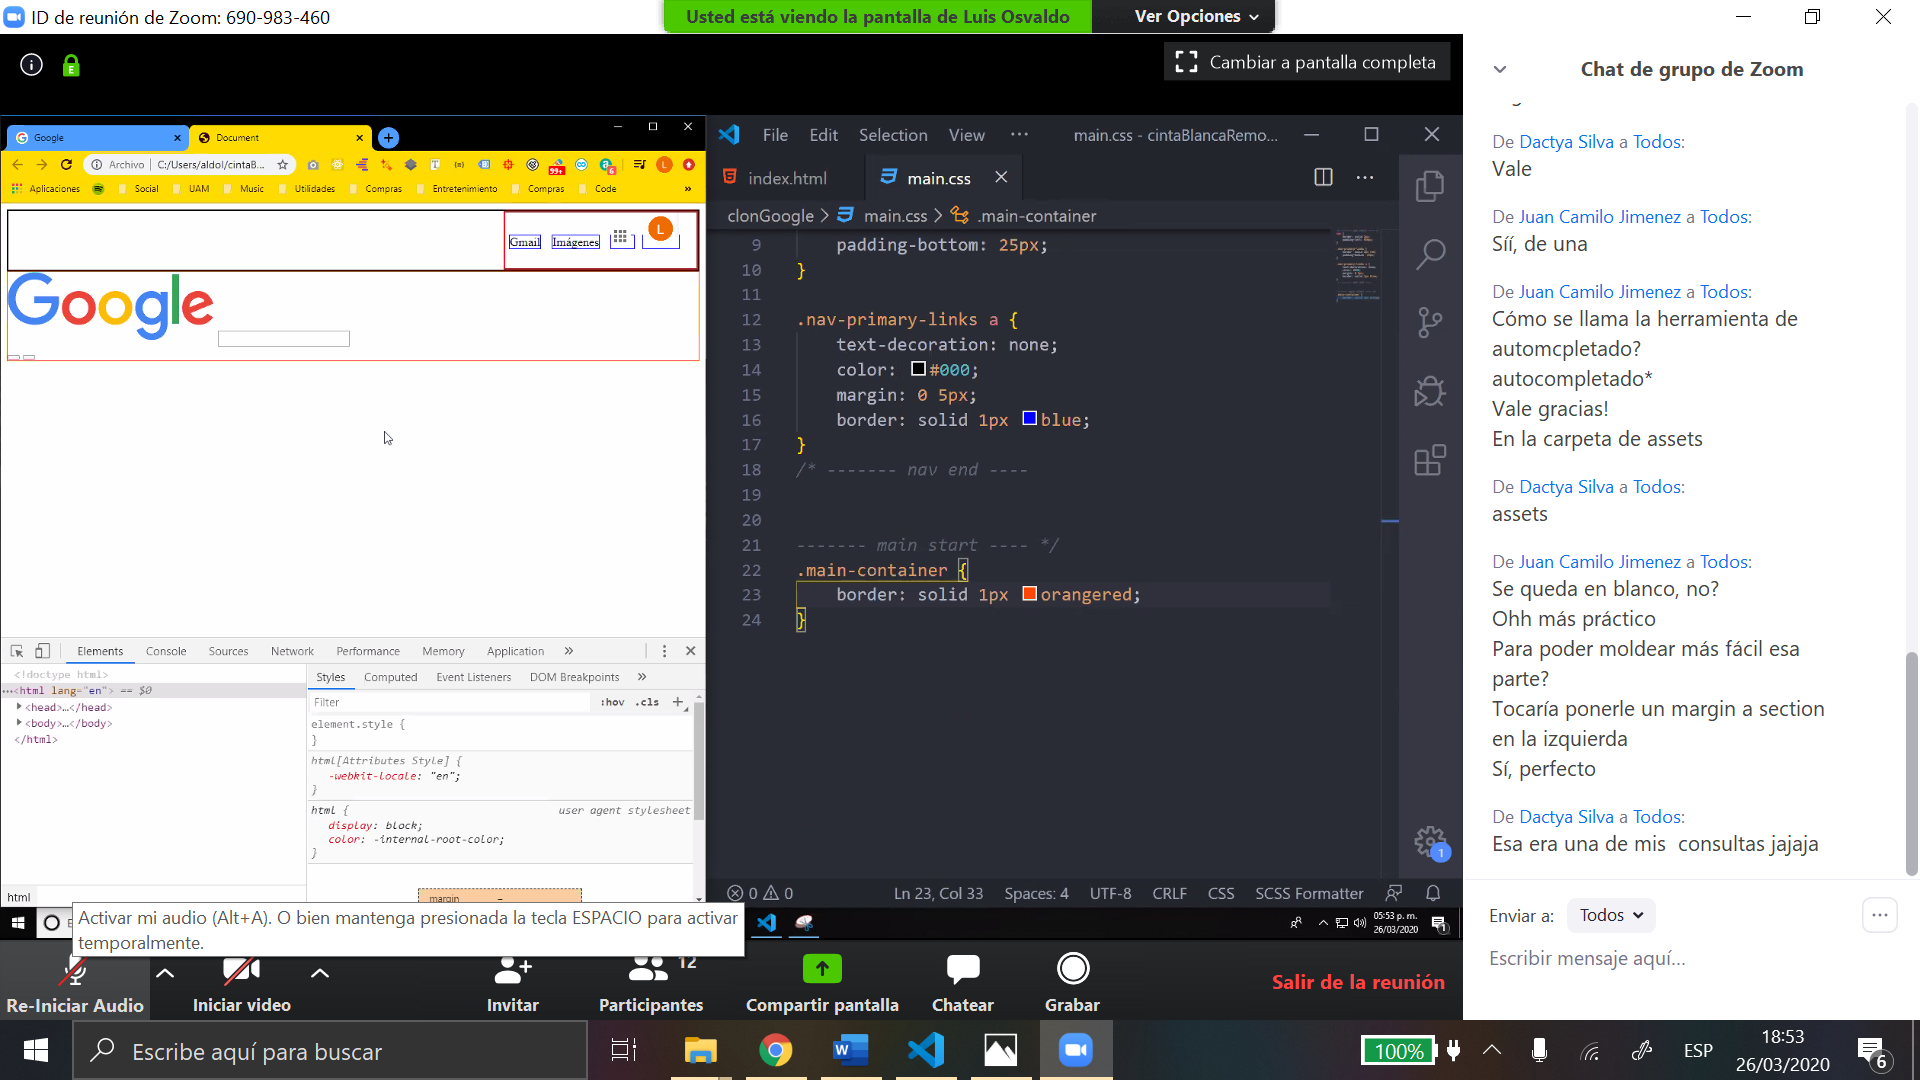 ID de reunión de Zoom: 690-983-460
Usted está viendo la pantalla de Luis Osvaldo
Ver Opciones
Cambiar a pantalla completa
Google
Document
Archivo
C:/Users/aldol/cintaB...
99+
6
L
Aplicaciones
Social
UAM
Music
Utilidades
Compras
Entretenimiento
Compras
Code
»
Gmail
Imágenes
L
Google
Elements
Console
Sources
Network
Performance
Memory
Application
»
<!doctype html>
...<html lang="en"> == $0
<head>…</head>
<body>…</body>
</html>
html
Styles
Computed
Event Listeners
DOM Breakpoints
»
Filter
:hov
.cls
element.style {
}
html[Attributes Style] {
-webkit-locale: "en";
}
html {
user agent stylesheet
display: block;
color: -internal-root-color;
}
margin
File
Edit
Selection
View
···
main.css - cintaBlancaRemo...
index.html
main.css
clonGoogle > main.css > .main-container
9 padding-bottom: 25px;
10 }
11
12 .nav-primary-links a {
13 text-decoration: none;
14 color: #000;
15 margin: 0 5px;
16 border: solid 1px blue;
17 }
18 /* ------- nav end ----
19
20
21 ------- main start ---- */
22 .main-container {
23 border: solid 1px orangered;
24 }
1
0
0
Ln 23, Col 33
Spaces: 4
UTF-8
CRLF
CSS
SCSS Formatter
05:53 p. m.
26/03/2020
1
Activar mi audio (Alt+A). O bien mantenga presionada la tecla ESPACIO para activar
temporalmente.
Re-Iniciar Audio
Iniciar video
Invitar
12
Participantes
Compartir pantalla
Chatear
Grabar
Salir de la reunión
Chat de grupo de Zoom
De Dactya Silva a Todos:
Vale
De Juan Camilo Jimenez a Todos:
Síí, de una
De Juan Camilo Jimenez a Todos:
Cómo se llama la herramienta de
automcpletado?
autocompletado*
Vale gracias!
En la carpeta de assets
De Dactya Silva a Todos:
assets
De Juan Camilo Jimenez a Todos:
Se queda en blanco, no?
Ohh más práctico
Para poder moldear más fácil esa
parte?
Tocaría ponerle un margin a section
en la izquierda
Sí, perfecto
De Dactya Silva a Todos:
Esa era una de mis  consultas jajaja
Enviar a:
Todos
Escribir mensaje aquí...
Escribe aquí para buscar
100%
ESP
18:53
26/03/2020
6